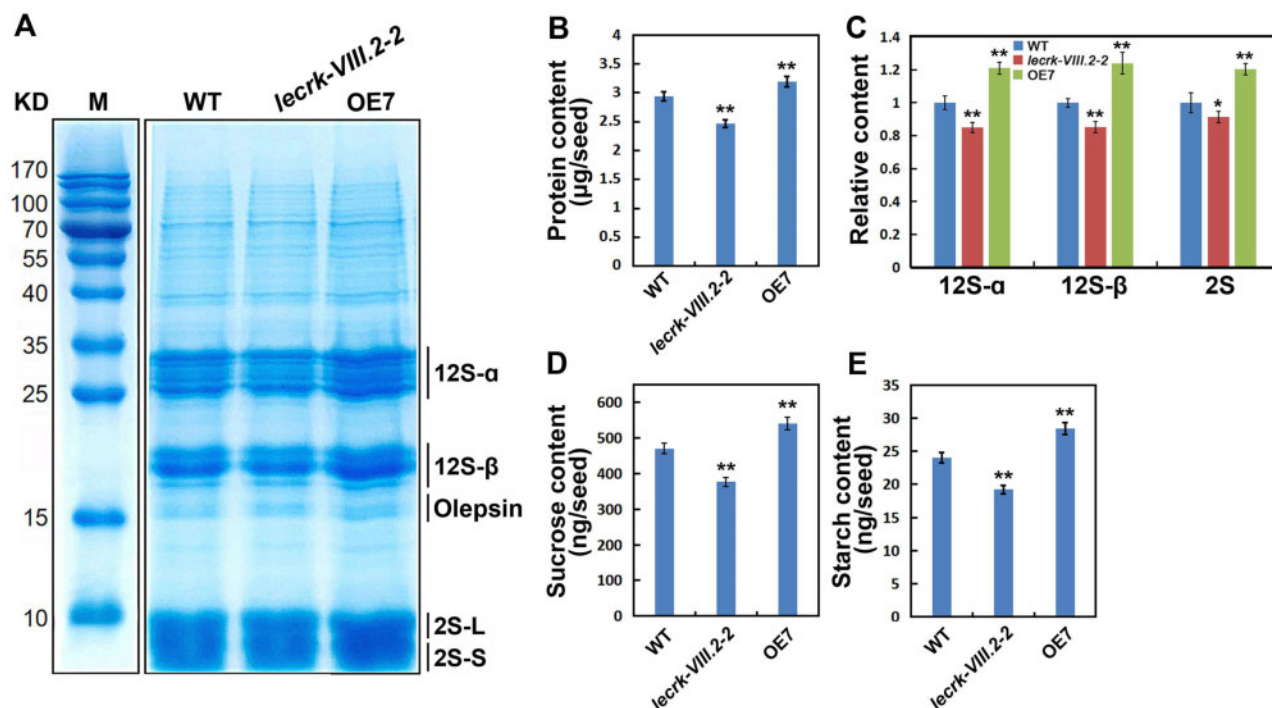 A
KD
M
WT
lecrk-VIII.2-2
OE7
170
100
70
55
40
35
25
15
10
12S-α
12S-β
Olepsin
2S-L
2S-S
B
Protein content
(µg/seed)
4
3.5
3
2.5
2
1.5
1
0.5
0
**
**
WT
lecrk-VIII.2-2
OE7
C
Relative content
1.4
1.2
1
0.8
0.6
0.4
0.2
0
WT
lecrk-VIII.2-2
OE7
**
**
**
**
*
**
12S-α
12S-β
2S
D
Sucrose content
(ng/seed)
600
500
400
300
200
100
0
**
**
WT
lecrk-VIII.2-2
OE7
E
Starch content
(ng/seed)
35
30
25
20
15
10
5
0
**
**
WT
lecrk-VIII.2-2
OE7